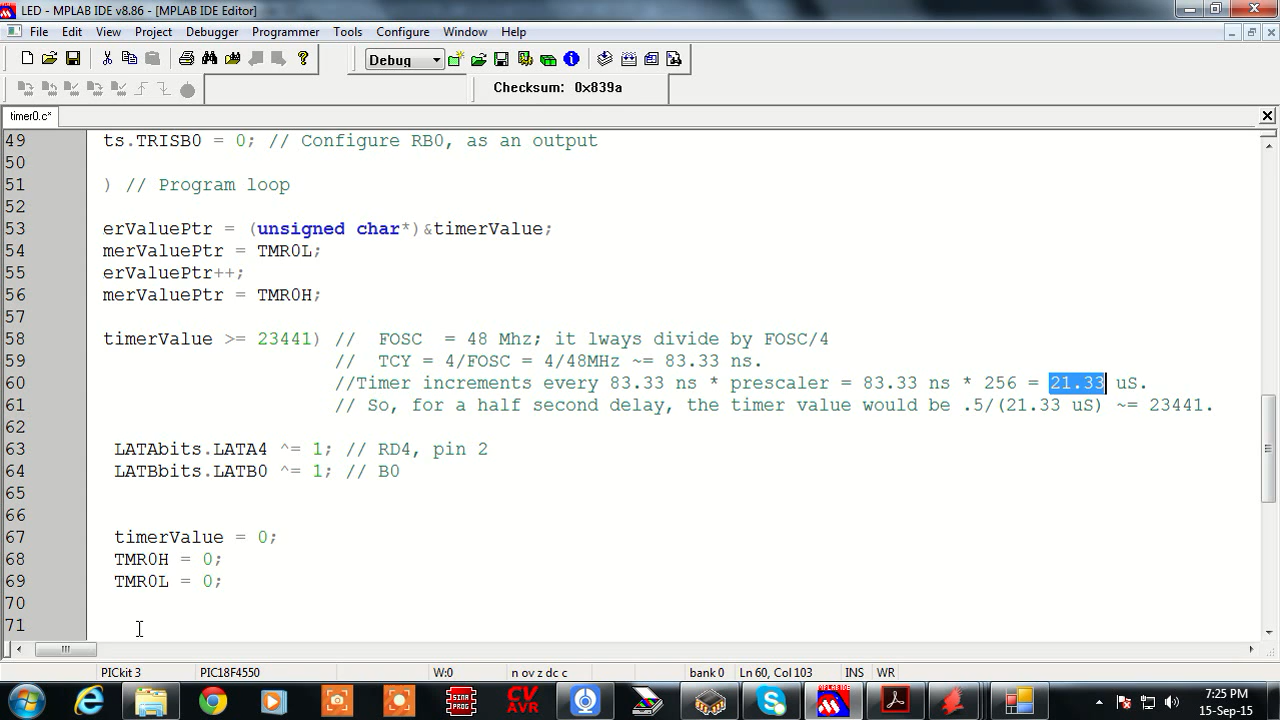 LED - MPLAB IDE v8.86 - [MPLAB IDE Editor]
File Edit View Project Debugger Programmer Tools Configure Window Help
Debug
Checksum: 0x839a
timer0.c*
49 ts.TRISB0 = 0; // Configure RB0, as an output
50
51 ) // Program loop
52
53 erValuePtr = (unsigned char*)&timerValue;
54 merValuePtr = TMR0L;
55 erValuePtr++;
56 merValuePtr = TMR0H;
57
58 timerValue >= 23441) // FOSC = 48 Mhz; it lways divide by FOSC/4
59 // TCY = 4/FOSC = 4/48MHz ~= 83.33 ns.
60 //Timer increments every 83.33 ns * prescaler = 83.33 ns * 256 = 21.33 uS.
61 // So, for a half second delay, the timer value would be .5/(21.33 uS) ~= 23441.
62
63 LATAbits.LATA4 ^= 1; // RD4, pin 2
64 LATBbits.LATB0 ^= 1; // B0
65
66
67 timerValue = 0;
68 TMR0H = 0;
69 TMR0L = 0;
70
71
PICkit 3 PIC18F4550 W:0 n ov z dc c bank 0 Ln 60, Col 103 INS WR
SINA PROG CV AVR MPLAB IDE 7:25 PM
15-Sep-15